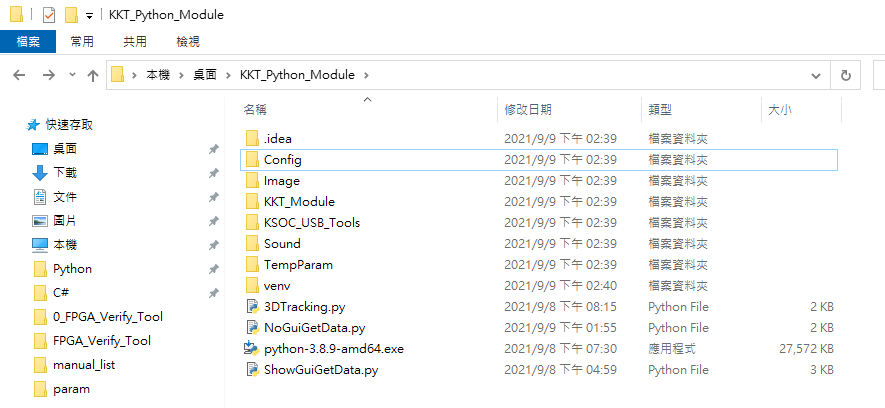 KKT_Python_Module
檔案 常用 共用 檢視
本機 桌面 KKT_Python_Module
名稱 修改日期 類型 大小
快速存取
桌面
下載
文件
圖片
本機
Python
C#
0_FPGA_Verify_Tool
FPGA_Verify_Tool
manual_list
param
.idea 2021/9/9 下午 02:39 檔案資料夾
Config 2021/9/9 下午 02:39 檔案資料夾
Image 2021/9/9 下午 02:39 檔案資料夾
KKT_Module 2021/9/9 下午 02:39 檔案資料夾
KSOC_USB_Tools 2021/9/9 下午 02:39 檔案資料夾
Sound 2021/9/9 下午 02:39 檔案資料夾
TempParam 2021/9/9 下午 02:39 檔案資料夾
venv 2021/9/9 下午 02:40 檔案資料夾
3DTracking.py 2021/9/8 下午 08:15 Python File 2 KB
NoGuiGetData.py 2021/9/9 下午 01:55 Python File 2 KB
python-3.8.9-amd64.exe 2021/9/8 下午 07:30 應用程式 27,572 KB
ShowGuiGetData.py 2021/9/8 下午 04:59 Python File 3 KB